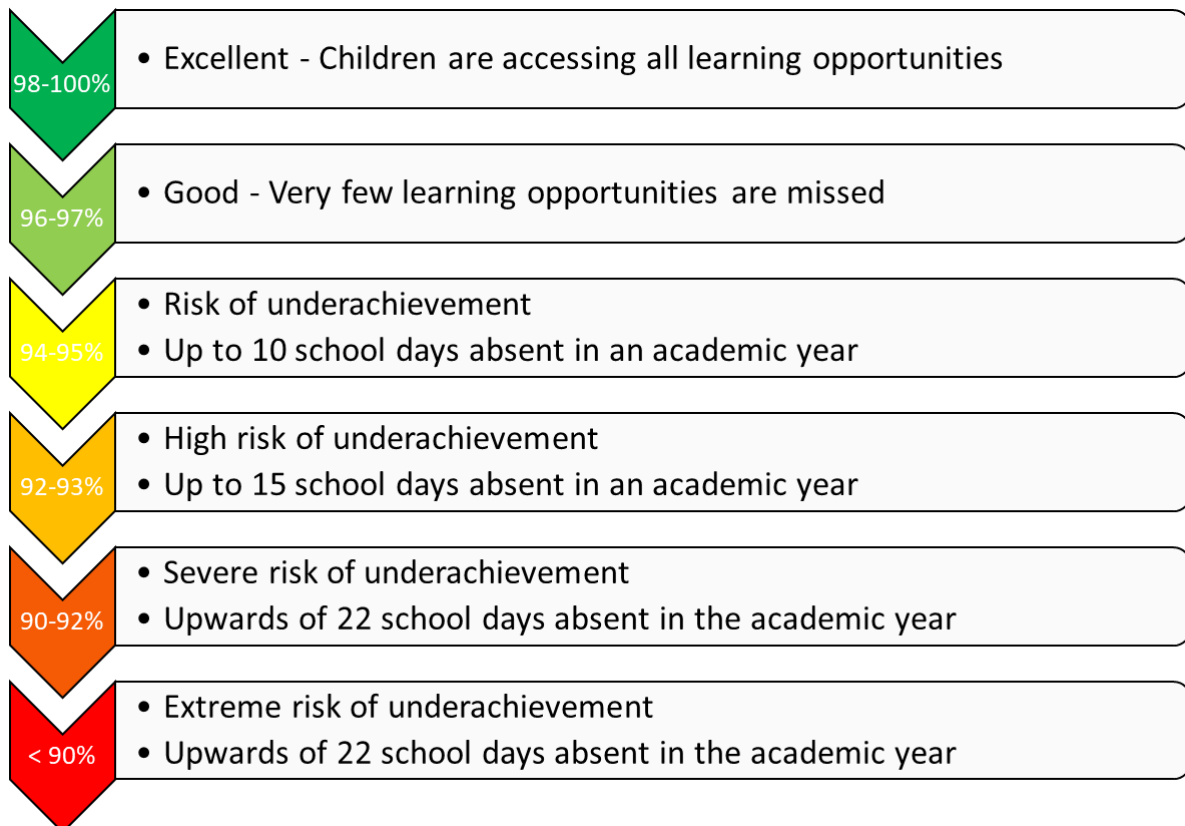 98-100%
• Excellent - Children are accessing all learning opportunities
96-97%
• Good - Very few learning opportunities are missed
94-95%
• Risk of underachievement
• Up to 10 school days absent in an academic year
92-93%
• High risk of underachievement
• Up to 15 school days absent in an academic year
90-92%
• Severe risk of underachievement
• Upwards of 22 school days absent in the academic year
< 90%
• Extreme risk of underachievement
• Upwards of 22 school days absent in the academic year